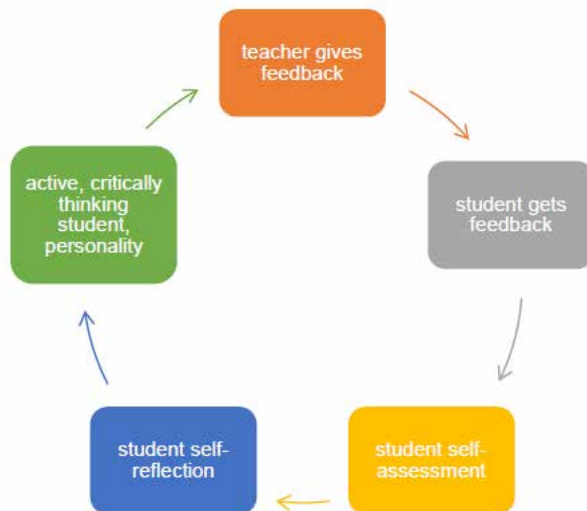 teacher gives
feedback
student gets
feedback
student self-
assessment
student self-
reflection
active, critically
thinking
student,
personality